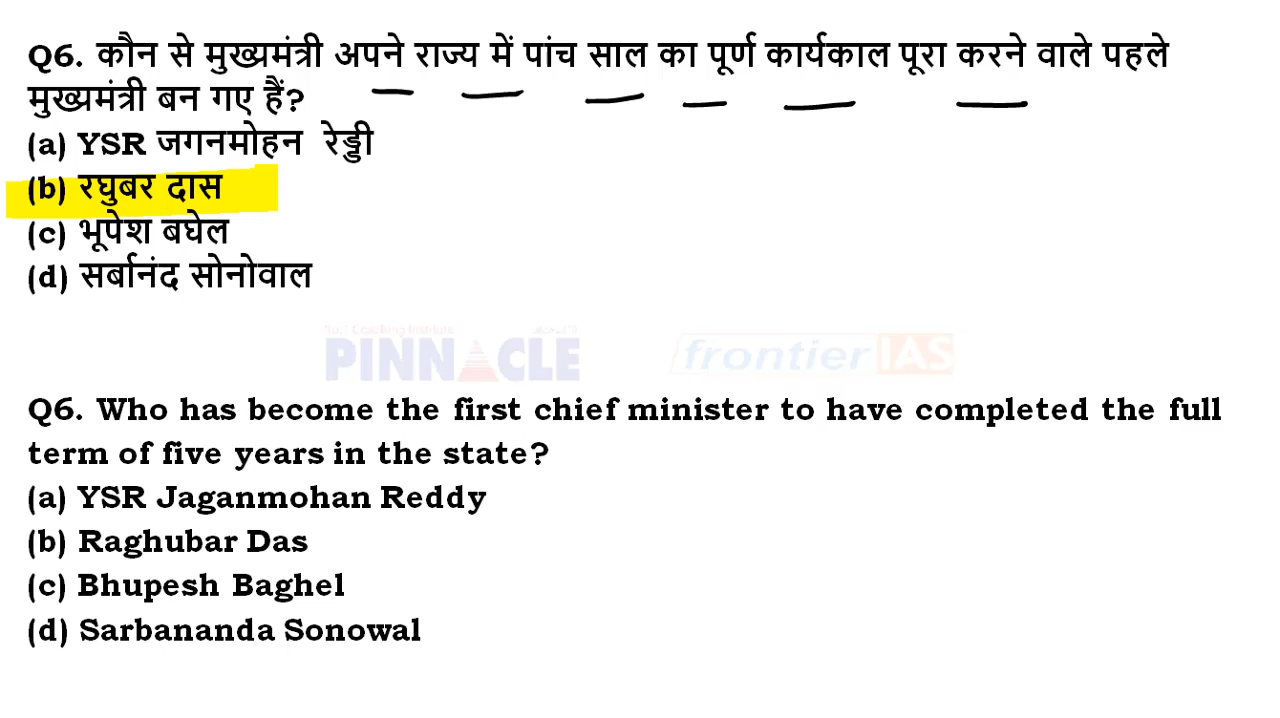 Q6. कौन से मुख्यमंत्री अपने राज्य में पांच साल का पूर्ण कार्यकाल पूरा करने वाले पहले
मुख्यमंत्री बन गए हैं?
(a) YSR जगनमोहन रेड्डी
(b) रघुबर दास
(c) भूपेश बघेल
(d) सर्बानंद सोनोवाल
PINNACLE frontier IAS
Q6. Who has become the first chief minister to have completed the full
term of five years in the state?
(a) YSR Jaganmohan Reddy
(b) Raghubar Das
(c) Bhupesh Baghel
(d) Sarbananda Sonowal